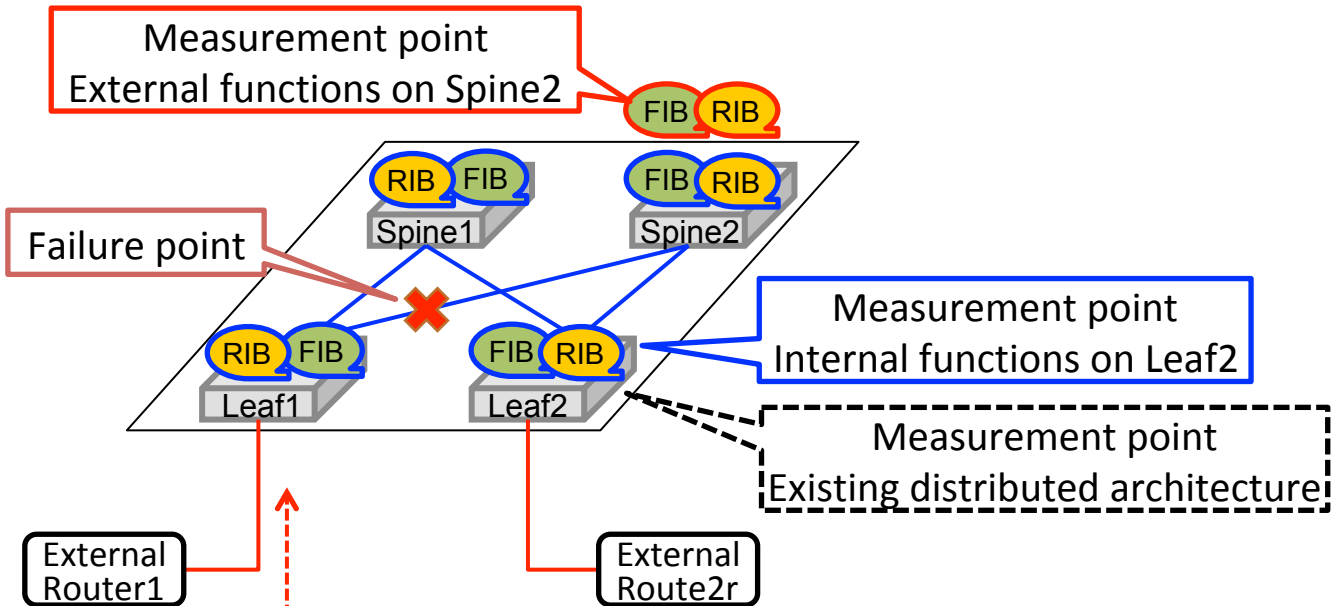 Measurement point
External functions on Spine2
FIB
RIB
RIB
FIB
FIB
RIB
Spine1
Spine2
Failure point
Measurement point
Internal functions on Leaf2
RIB
FIB
FIB
RIB
Leaf1
Leaf2
Measurement point
Existing distributed architecture
External
Router1
External
Route2r